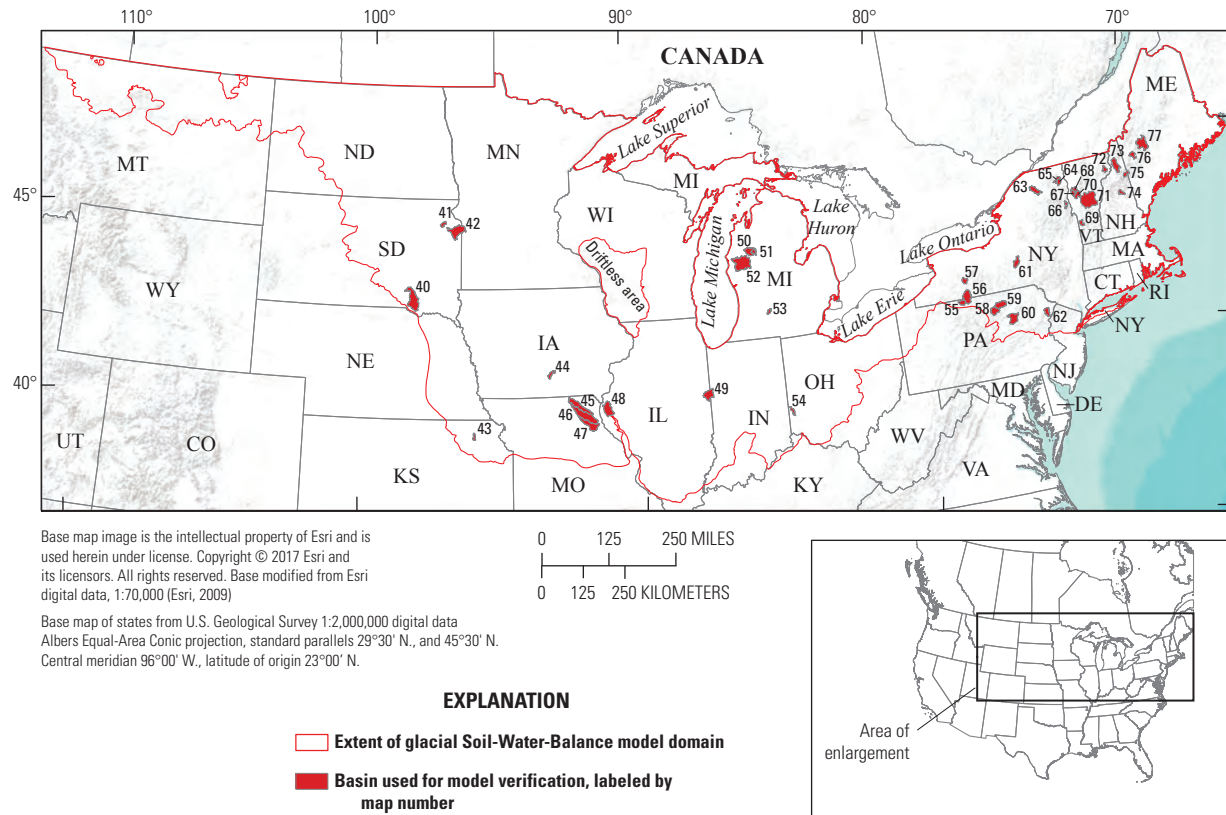 110°
100°
90°
80°
70°
CANADA
ME
MT
ND
MN
Lake Superior
MI
WI
Lake Huron
Lake Michigan
Lake Ontario
Lake Erie
Driftless area
45°
SD
WY
NY
VT
NH
MA
CT
RI
NY
PA
NJ
MD
DE
IA
NE
40°
IL
IN
OH
MI
WV
VA
UT
CO
KS
MO
KY
40
41
42
43
44
45
46
47
48
49
50
51
52
53
54
55
56
57
58
59
60
61
62
63
64
65
66
67
68
69
70
71
72
73
74
75
76
77
Base map image is the intellectual property of Esri and is
used herein under license. Copyright © 2017 Esri and
its licensors. All rights reserved. Base modified from Esri
digital data, 1:70,000 (Esri, 2009)
Base map of states from U.S. Geological Survey 1:2,000,000 digital data
Albers Equal-Area Conic projection, standard parallels 29°30' N., and 45°30' N.
Central meridian 96°00' W., latitude of origin 23°00' N.
0 125 250 MILES
0 125 250 KILOMETERS
EXPLANATION
Extent of glacial Soil-Water-Balance model domain
Basin used for model verification, labeled by
map number
Area of
enlargement